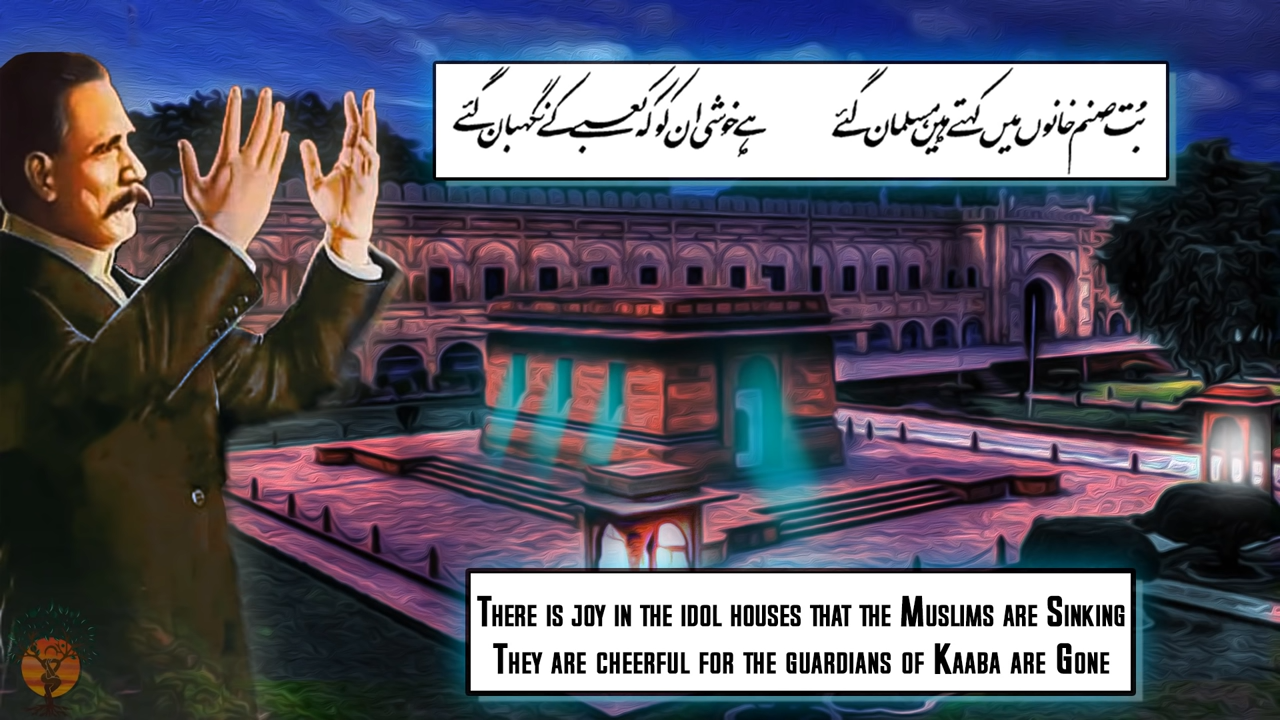 بُت صنم خانوں میں کہتے ہیں مسلمان گئے ہے خوشی ان کو کہ کعبے کے نگہبان گئے
There is joy in the idol houses that the Muslims are Sinking
They are cheerful for the guardians of Kaaba are Gone